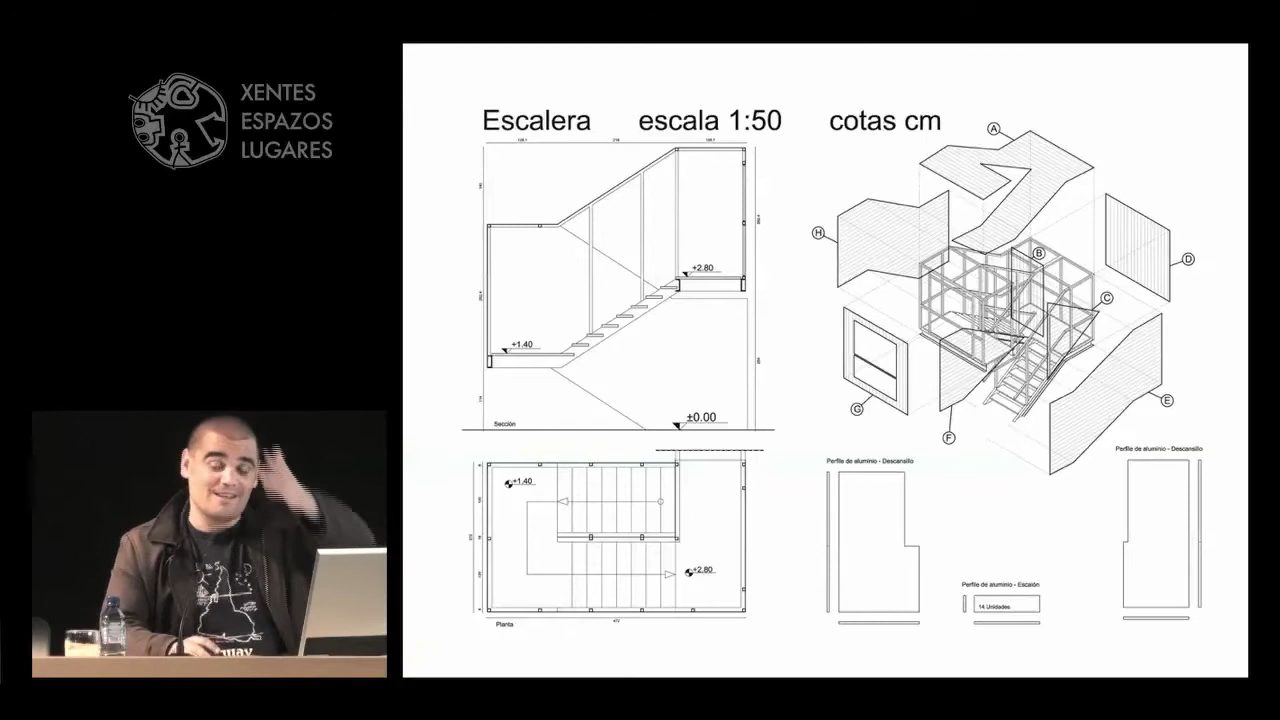 XENTES
ESPAZOS
LUGARES
Escalera escala 1:50 cotas cm
+2.80
+1.40
±0.00
Sección
+1.40
+2.80
Planta
A
B
C
D
E
F
G
H
Perfile de aluminio - Descansillo
Perfile de aluminio - Descansillo
Perfile de aluminio - Escalón
14 Unidades